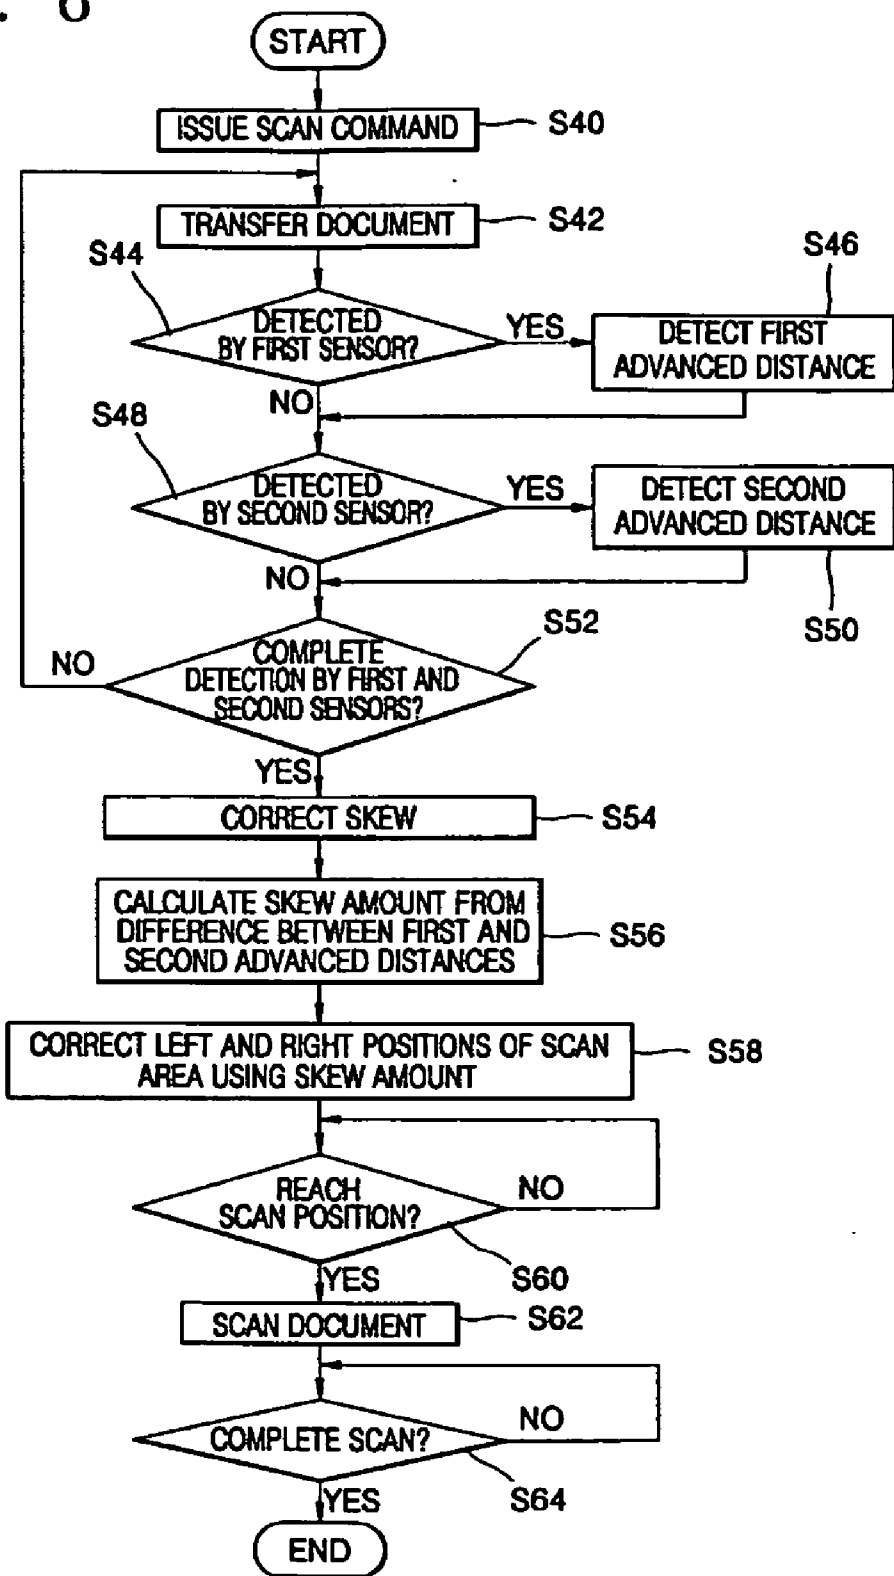 . 6
START
ISSUE SCAN COMMAND
S40
TRANSFER DOCUMENT
S42
S44
S46
DETECTED
BY FIRST SENSOR?
YES
DETECT FIRST
ADVANCED DISTANCE
NO
S48
DETECTED
BY SECOND SENSOR?
YES
DETECT SECOND
ADVANCED DISTANCE
NO
S50
S52
COMPLETE
DETECTION BY FIRST AND
SECOND SENSORS?
NO
YES
CORRECT SKEW
S54
CALCULATE SKEW AMOUNT FROM
DIFFERENCE BETWEEN FIRST AND
SECOND ADVANCED DISTANCES
S56
CORRECT LEFT AND RIGHT POSITIONS OF SCAN
AREA USING SKEW AMOUNT
S58
REACH
SCAN POSITION?
NO
S60
YES
SCAN DOCUMENT
S62
COMPLETE SCAN?
NO
S64
YES
END